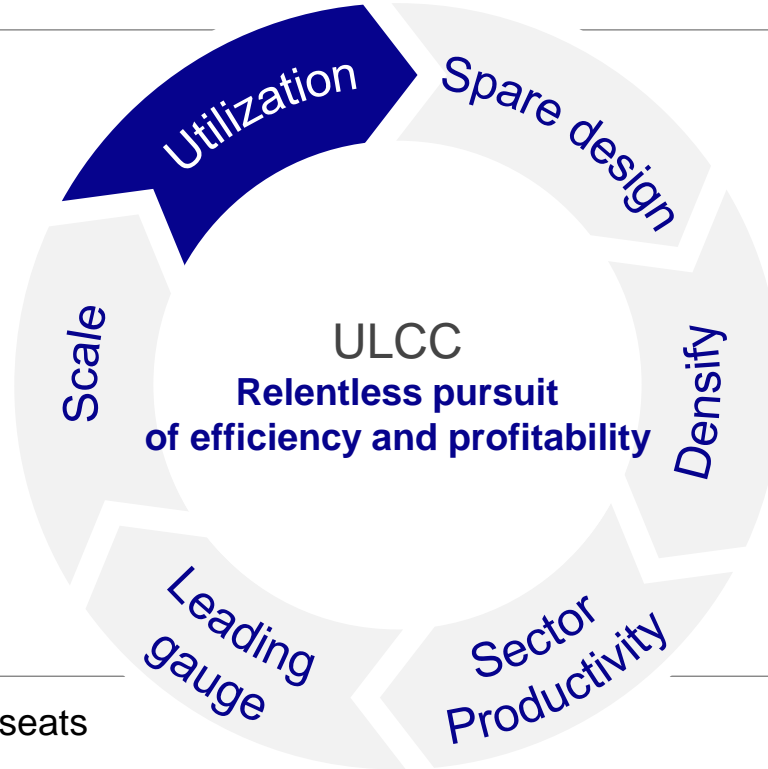 Utilization
Spare design
Densify
Sector
Productivity
Leading
gauge
Scale
ULCC
Relentless pursuit
of efficiency and profitability
seats